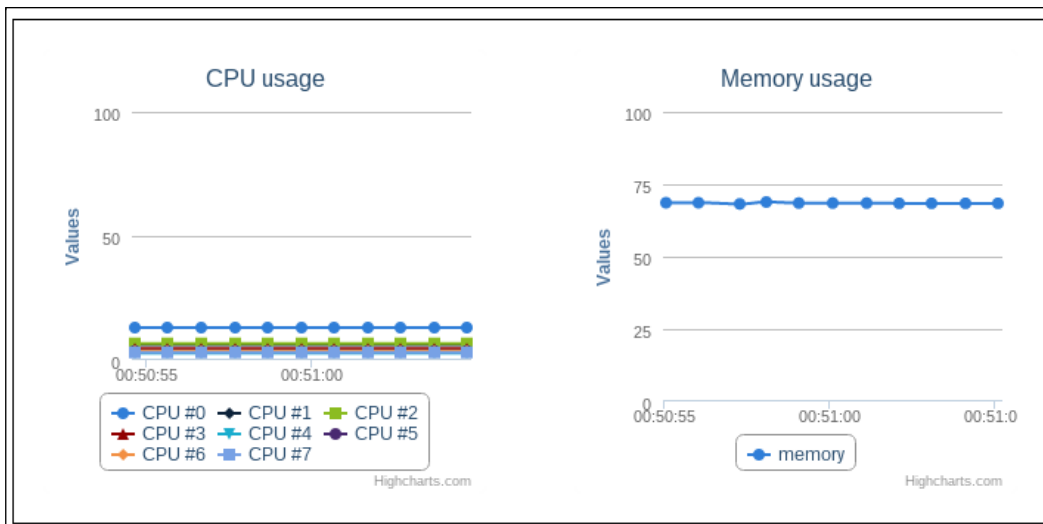 CPU usage
100
50
0
Values
00:50:55 00:51:00
CPU #0 CPU #1 CPU #2
CPU #3 CPU #4 CPU #5
CPU #6 CPU #7
Highcharts.com
Memory usage
100
75
50
25
0
Values
00:50:55 00:51:00 00:51:0
memory
Highcharts.com